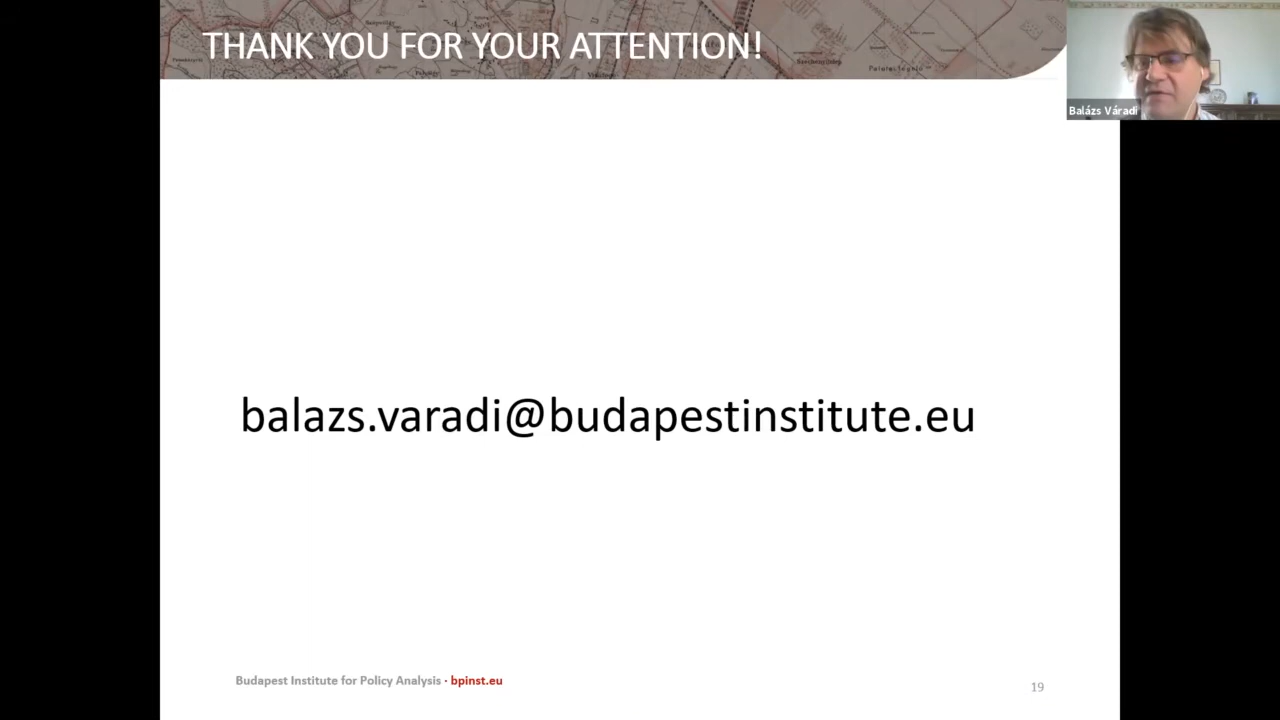 THANK YOU FOR YOUR ATTENTION!
Balázs Váradi
balazs.varadi@budapestinstitute.eu
Budapest Institute for Policy Analysis · bpinst.eu
19